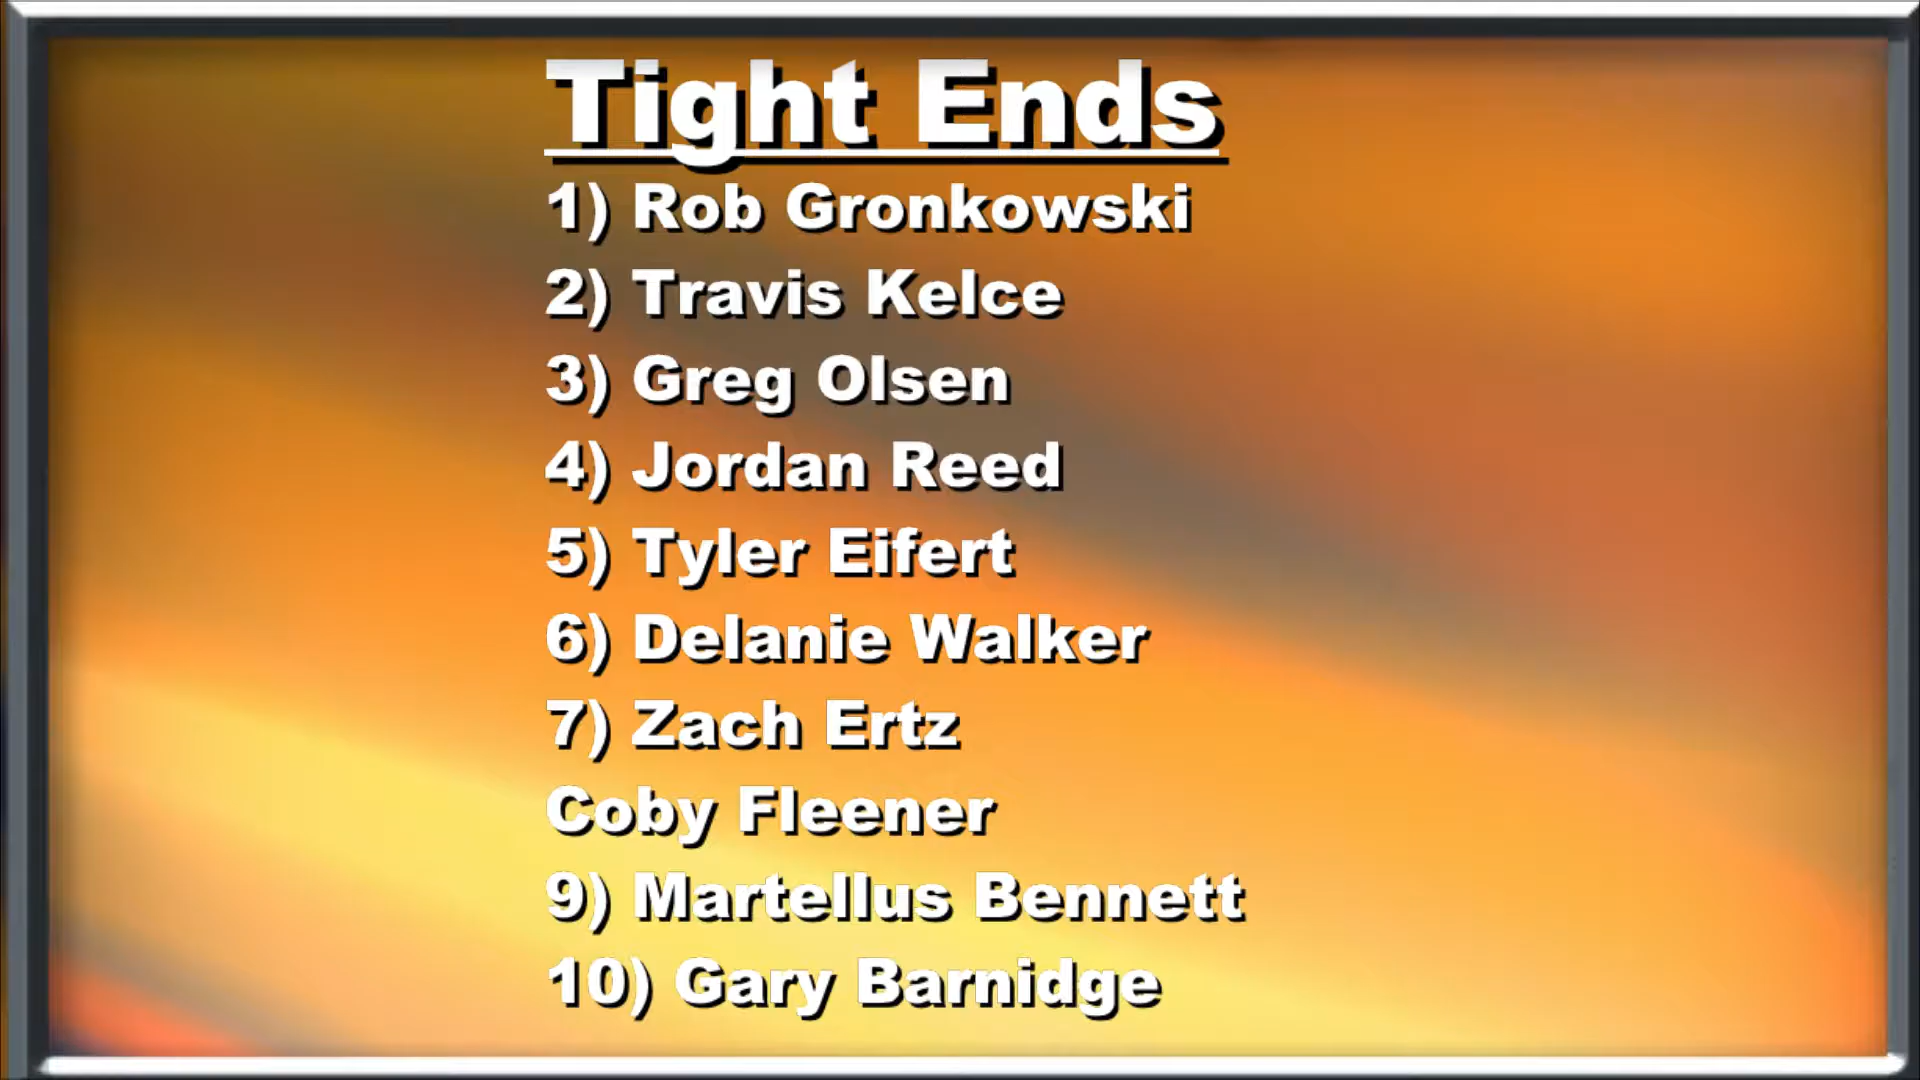 Tight Ends
1) Rob Gronkowski
2) Travis Kelce
3) Greg Olsen
4) Jordan Reed
5) Tyler Eifert
6) Delanie Walker
7) Zach Ertz
Coby Fleener
9) Martellus Bennett
10) Gary Barnidge